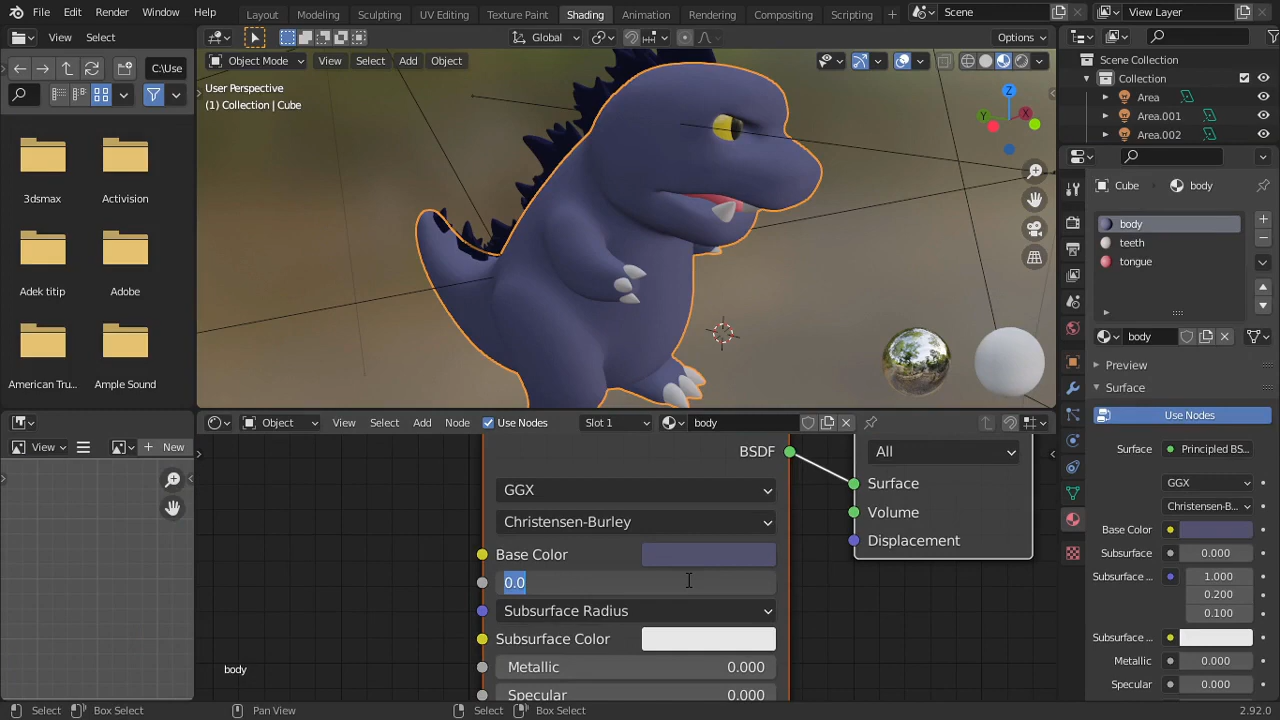 File Edit Render Window Help Layout Modeling Sculpting UV Editing Texture Paint Shading Animation Rendering Compositing Scripting Scene View Layer
View Select Global Options
C:\Use Object Mode View Select Add Object
User Perspective
(1) Collection | Cube
Z
Y
X
3dsmax Activision
Adek titip Adobe
American Tru... Ample Sound
Scene Collection
Collection
Area
Area.001
Area.002
Cube body
body
teeth
tongue
body
Preview
Surface
Use Nodes
Surface Principled BS...
GGX
Christensen-B...
Base Color
Subsurface 0.000
Subsurface ... 1.000
0.200
0.100
Subsurface ...
Metallic 0.000
Specular 0.000
View New
Object View Select Add Node Use Nodes Slot 1 body
BSDF
GGX
Christensen-Burley
Base Color
0.0
Subsurface Radius
Subsurface Color
Metallic 0.000
Specular 0.000
All
Surface
Volume
Displacement
body
Select Box Select Pan View Select Box Select 2.92.0